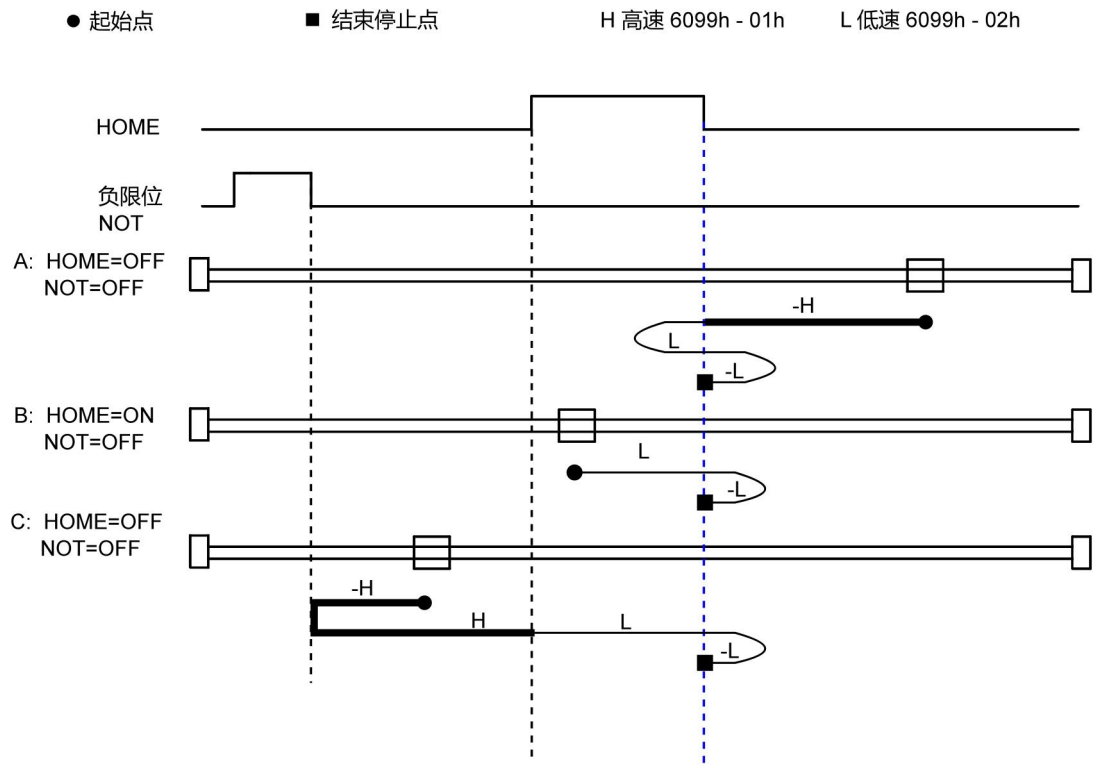 ● 起始点 ■ 结束停止点 H 高速 6099h - 01h L 低速 6099h - 02h
HOME
负限位
NOT
A: HOME=OFF
NOT=OFF
-H
L
-L
B: HOME=ON
NOT=OFF
L
-L
C: HOME=OFF
NOT=OFF
-H
H L
-L